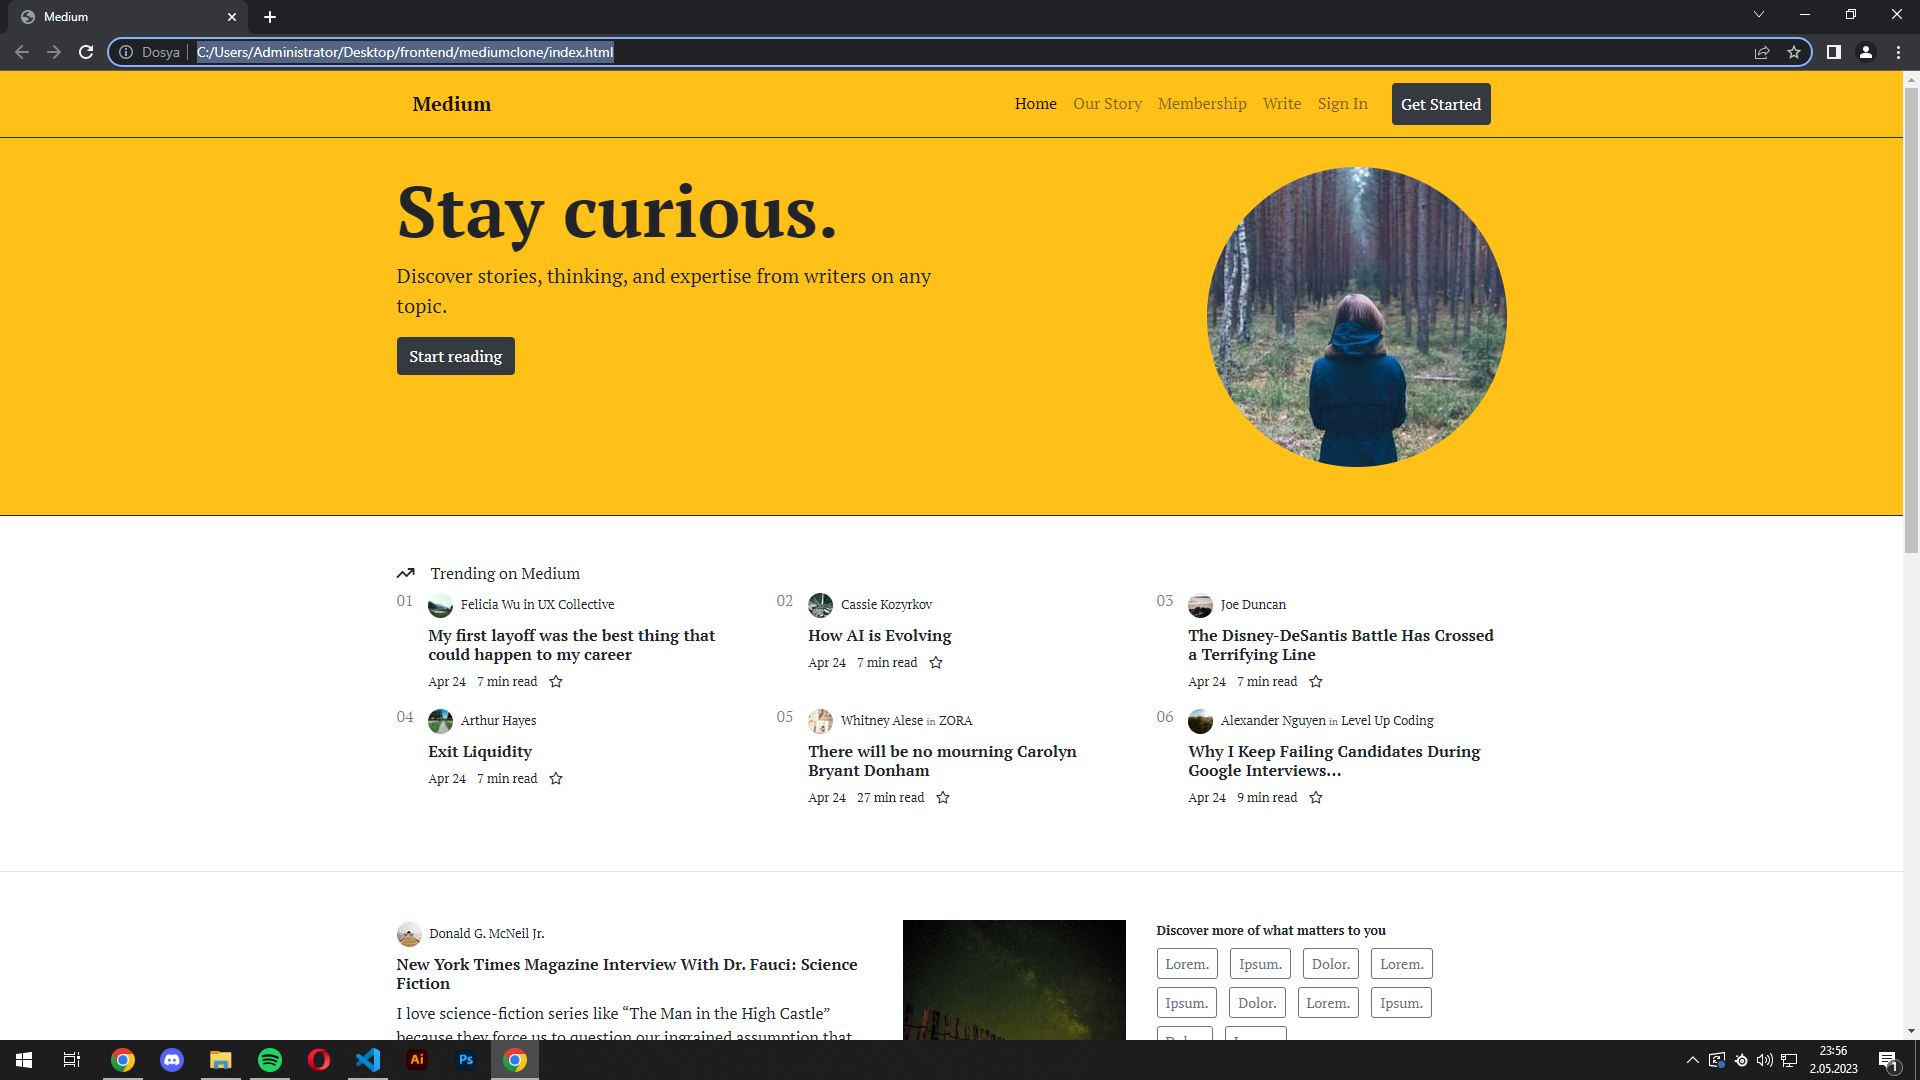 Medium
Dosya
C:/Users/Administrator/Desktop/frontend/mediumclone/index.html
Medium
Home Our Story Membership Write Sign In Get Started
Stay curious.
Discover stories, thinking, and expertise from writers on any
topic.
Start reading
Trending on Medium
01 Felicia Wu in UX Collective
My first layoff was the best thing that
could happen to my career
Apr 24 7 min read
02 Cassie Kozyrkov
How AI is Evolving
Apr 24 7 min read
03 Joe Duncan
The Disney-DeSantis Battle Has Crossed
a Terrifying Line
Apr 24 7 min read
04 Arthur Hayes
Exit Liquidity
Apr 24 7 min read
05 Whitney Alese in ZORA
There will be no mourning Carolyn
Bryant Donham
Apr 24 27 min read
06 Alexander Nguyen in Level Up Coding
Why I Keep Failing Candidates During
Google Interviews...
Apr 24 9 min read
Donald G. McNeil Jr.
New York Times Magazine Interview With Dr. Fauci: Science
Fiction
I love science-fiction series like “The Man in the High Castle”
because they force us to question our ingrained assumption that
Discover more of what matters to you
Lorem. Ipsum. Dolor. Lorem.
Ipsum. Dolor. Lorem. Ipsum.
Ai
Ps
23:56
2.05.2023
1